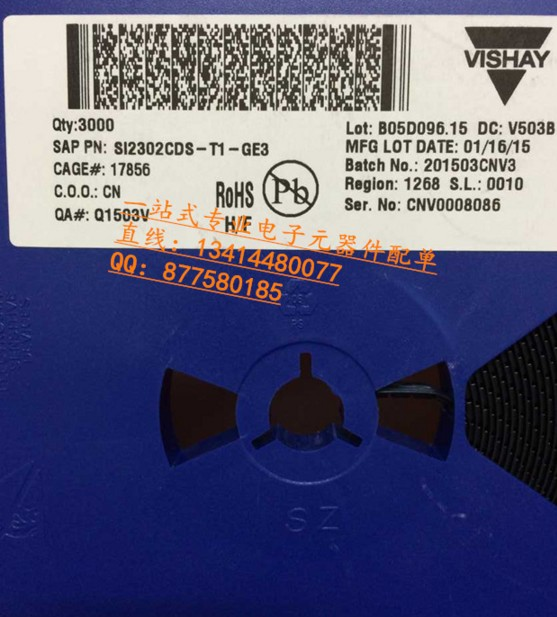 VISHAY
Qty:3000
SAP PN: SI2302CDS-T1-GE3
CAGE#: 17856
C.O.O.: CN
QA#: Q1503V
RoHS
H/F
Pb
Lot: B05D096.15 DC: V503B
MFG LOT DATE: 01/16/15
Batch No.: 201503CNV3
Region: 1268 S.L.: 0010
Ser. No: CNV0008086
一站式专业电子元器件配单
直线：13414480077
QQ：877580185
SZ